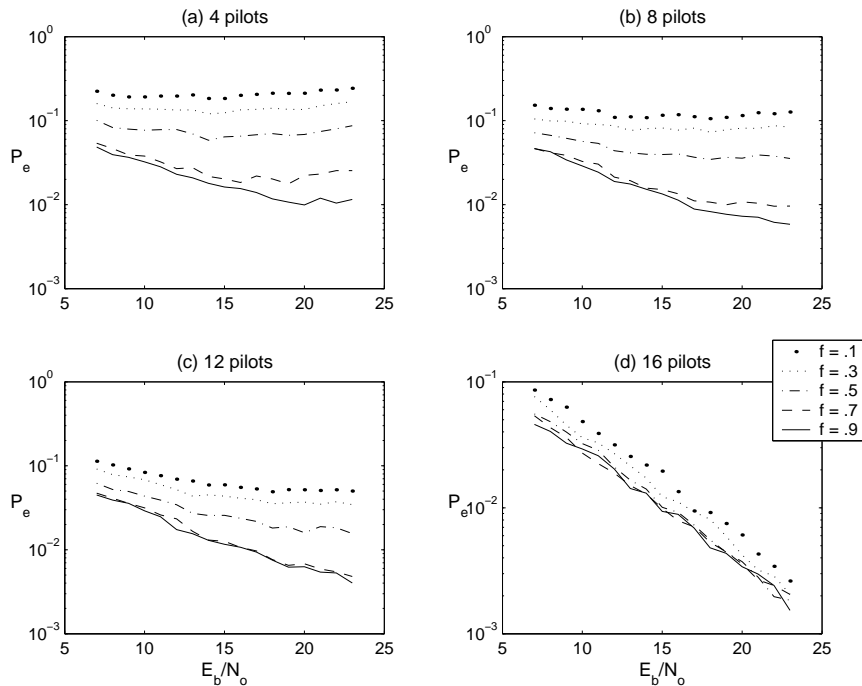 (a) 4 pilots
10^0
10^−1
10^−2
10^−3
P_e
5 10 15 20 25
(b) 8 pilots
10^0
10^−1
10^−2
10^−3
P_e
5 10 15 20 25
(c) 12 pilots
10^0
10^−1
10^−2
10^−3
P_e
5 10 15 20 25
E_b/N_o
(d) 16 pilots
10^−1
10^−2
10^−3
P_e
5 10 15 20 25
E_b/N_o
f = .1
f = .3
f = .5
f = .7
f = .9